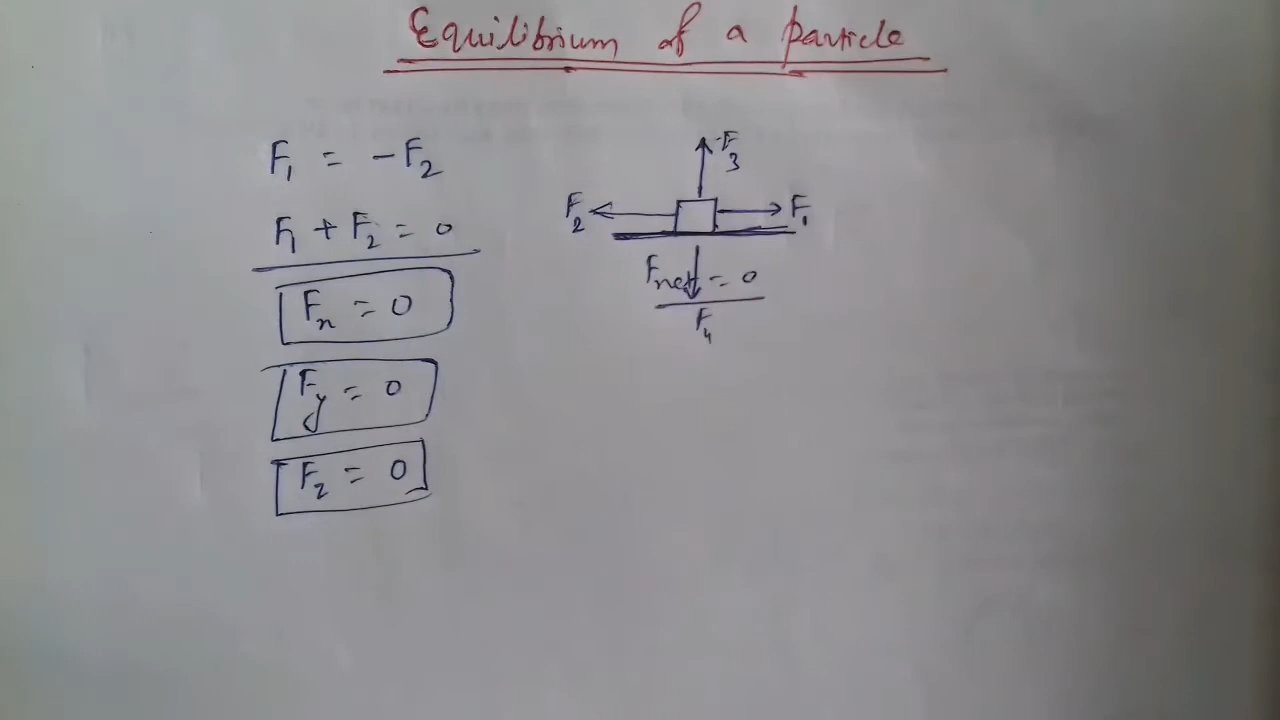 Equilibrium of a particle
F₁ = -F₂
F₁ + F₂ = 0
Fx = 0
Fy = 0
Fz = 0
F₃
F₂
F₁
Fnet = 0
F₄